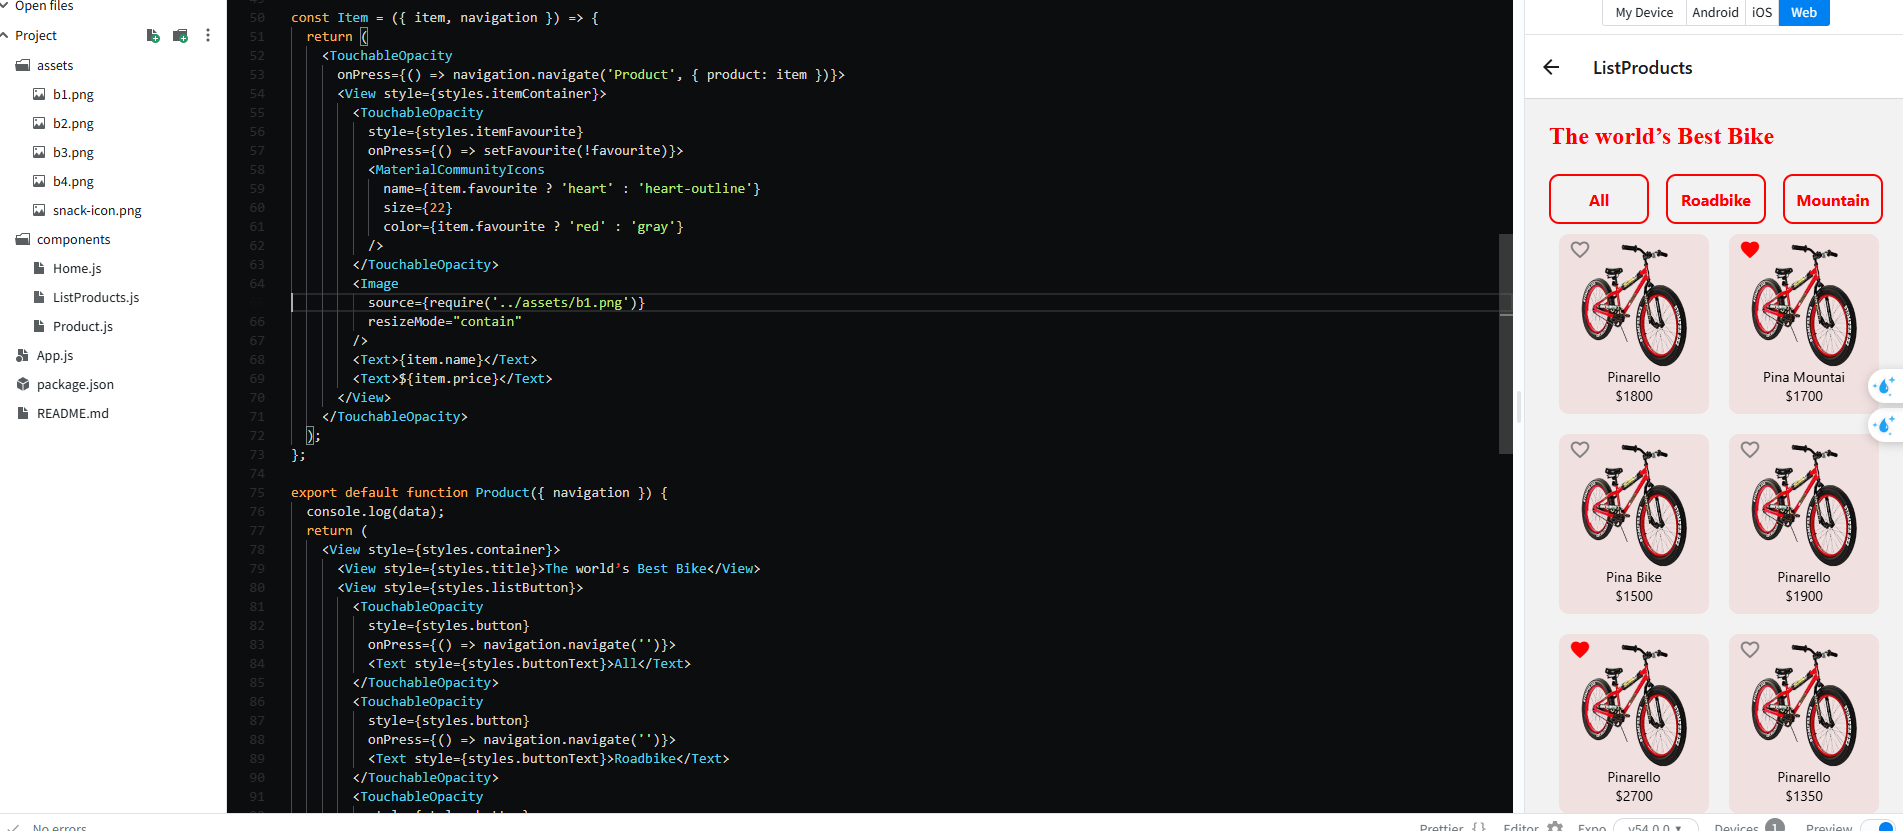 Open files
Project
assets
b1.png
b2.png
b3.png
b4.png
snack-icon.png
components
Home.js
ListProducts.js
Product.js
App.js
package.json
README.md
No errors
50 const Item = ({ item, navigation }) => {
51 return (
52 <TouchableOpacity
53 onPress={() => navigation.navigate('Product', { product: item })}>
54 <View style={styles.itemContainer}>
55 <TouchableOpacity
56 style={styles.itemFavourite}
57 onPress={() => setFavourite(!favourite)}>
58 <MaterialCommunityIcons
59 name={item.favourite ? 'heart' : 'heart-outline'}
60 size={22}
61 color={item.favourite ? 'red' : 'gray'}
62 />
63 </TouchableOpacity>
64 <Image
source={require('../assets/b1.png')}
66 resizeMode="contain"
67 />
68 <Text>{item.name}</Text>
69 <Text>${item.price}</Text>
70 </View>
71 </TouchableOpacity>
72 );
73 };
74
75 export default function Product({ navigation }) {
76 console.log(data);
77 return (
78 <View style={styles.container}>
79 <View style={styles.title}>The world’s Best Bike</View>
80 <View style={styles.listButton}>
81 <TouchableOpacity
82 style={styles.button}
83 onPress={() => navigation.navigate('')}>
84 <Text style={styles.buttonText}>All</Text>
85 </TouchableOpacity>
86 <TouchableOpacity
87 style={styles.button}
88 onPress={() => navigation.navigate('')}>
89 <Text style={styles.buttonText}>Roadbike</Text>
90 </TouchableOpacity>
91 <TouchableOpacity
My Device Android iOS Web
ListProducts
The world’s Best Bike
All Roadbike Mountain
Pinarello Pina Mountai
$1800 $1700
Pina Bike Pinarello
$1500 $1900
Pinarello Pinarello
$2700 $1350
Prettier { } Editor Expo v54.0.0 Devices 1 Preview